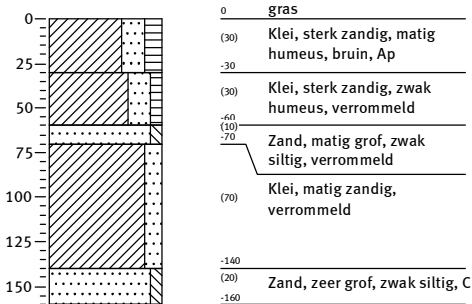 0
gras
0
(30)
Klei, sterk zandig, matig
humeus, bruin, Ap
25
-30
(30)
Klei, sterk zandig, zwak
humeus, verrommeld
50
-60
(10)
-70
Zand, matig grof, zwak
siltig, verrommeld
75
(70)
Klei, matig zandig,
verrommeld
100
125
-140
(20)
Zand, zeer grof, zwak siltig, C
150
-160